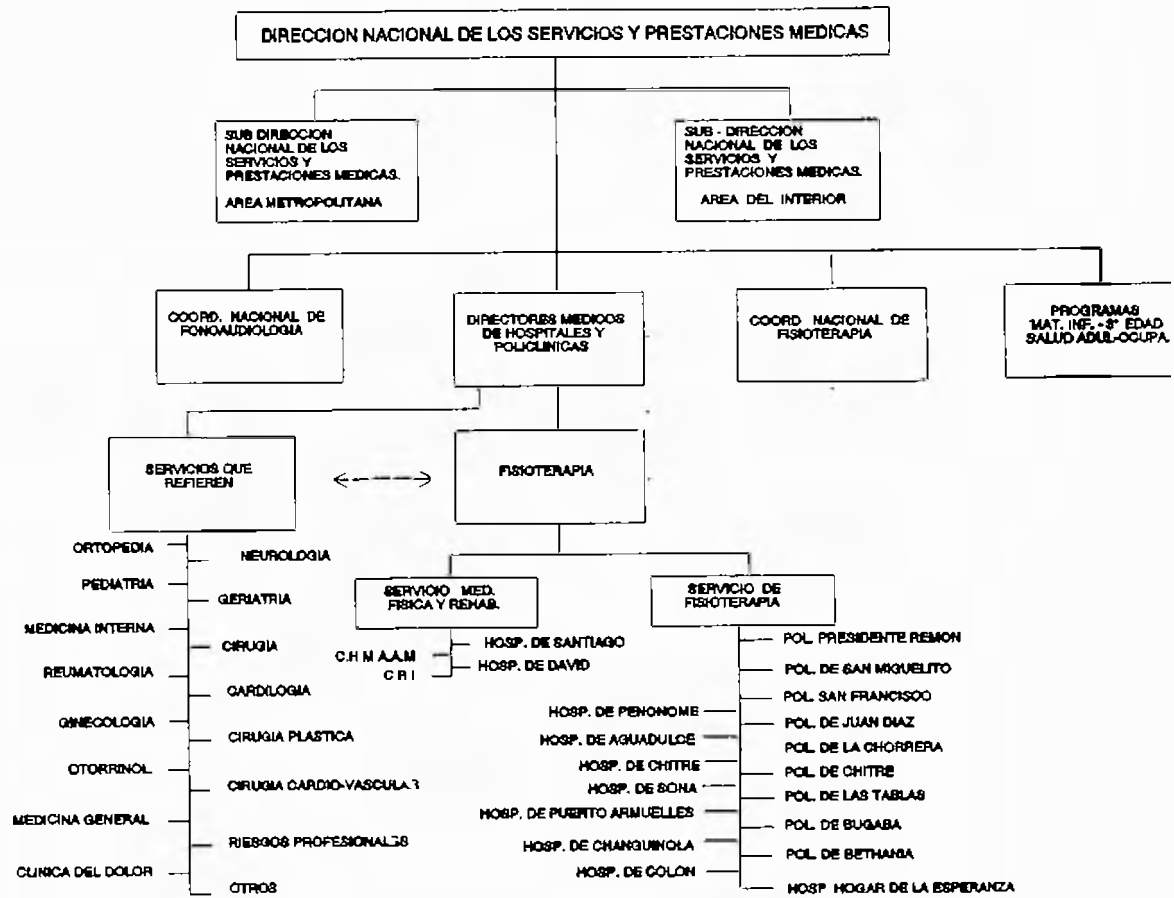 DIRECCION NACIONAL DE LOS SERVICIOS Y PRESTACIONES MEDICAS
SUB DIRECCION
NACIONAL DE LOS
SERVICIOS Y
PRESTACIONES MEDICAS.
AREA METROPOLITANA
SUB - DIRECCION
NACIONAL DE LOS
SERVICIOS Y
PRESTACIONES MEDICAS.
AREA DEL INTERIOR
COORD. NACIONAL DE
FONOAUDIOLOGIA
DIRECTORES MEDICOS
DE HOSPITALES Y
POLICLINICAS
COORD. NACIONAL DE
FISIOTERAPIA
PROGRAMAS
MAT. INF. - 3° EDAD
SALUD ADUL-OCUPA.
SERVICIOS QUE
REFIEREN
FISIOTERAPIA
ORTOPEDIA
NEUROLOGIA
PEDIATRIA
GERIATRIA
MEDICINA INTERNA
CIRUGIA
REUMATOLOGIA
CARDILOGIA
GINECOLOGIA
CIRUGIA PLASTICA
OTORRINOL.
CIRUGIA CARDIO-VASCULAR
MEDICINA GENERAL
RIESGOS PROFESIONALES
CLINICA DEL DOLOR
OTROS
SERVICIO MED.
FISICA Y REHAB.
HOSP. DE SANTIAGO
C.H M A.A.M
HOSP. DE DAVID
C R I
SERVICIO DE
FISIOTERAPIA
POL. PRESIDENTE REMON
POL. DE SAN MIGUELITO
POL. SAN FRANCISCO
HOSP. DE PENONOME
POL. DE JUAN DIAZ
HOSP. DE AGUADULCE
POL. DE LA CHORRERA
HOSP. DE CHITRE
POL. DE CHITRE
HOSP. DE SONA
POL. DE LAS TABLAS
HOSP. DE PUERTO ARMUELLES
POL. DE BUGABA
HOSP. DE CHANGUINOLA
POL. DE BETHANIA
HOSP. DE COLON
HOSP HOGAR DE LA ESPERANZA